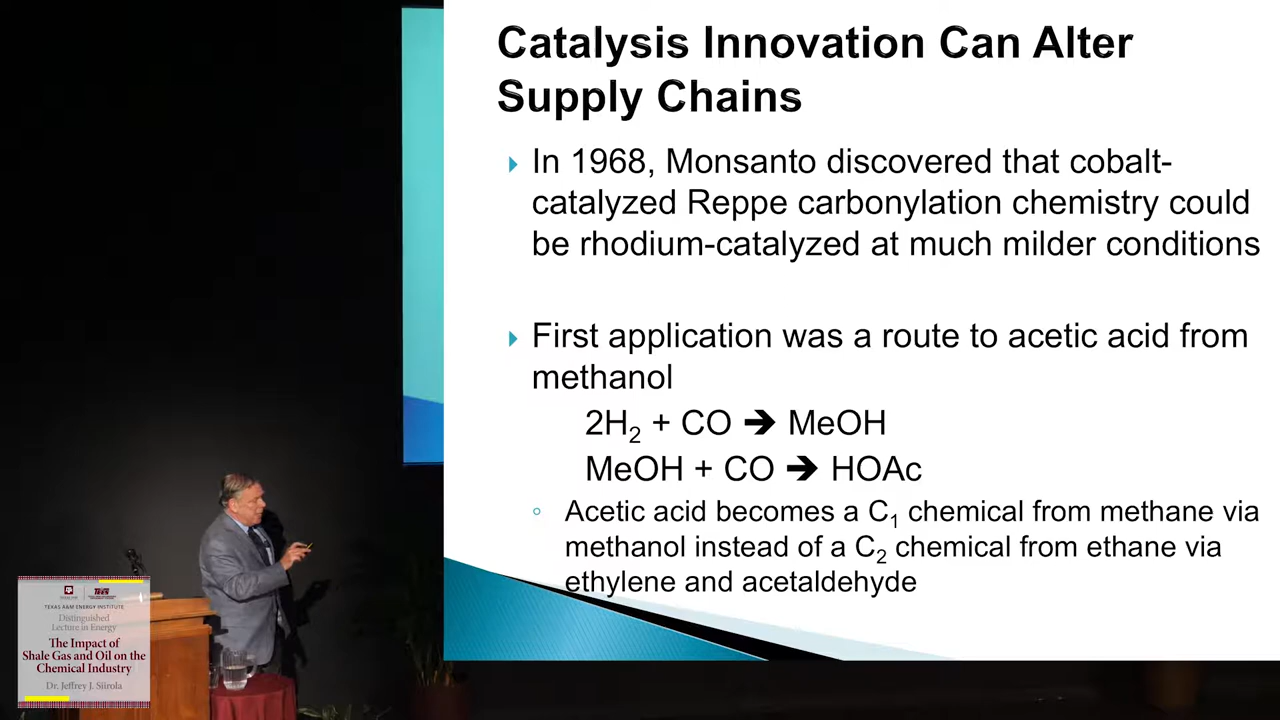 Catalysis Innovation Can Alter
Supply Chains
In 1968, Monsanto discovered that cobalt-
catalyzed Reppe carbonylation chemistry could
be rhodium-catalyzed at much milder conditions
First application was a route to acetic acid from
methanol
2H₂ + CO ➔ MeOH
MeOH + CO ➔ HOAc
Acetic acid becomes a C₁ chemical from methane via
methanol instead of a C₂ chemical from ethane via
ethylene and acetaldehyde
TEXAS A&M ENERGY INSTITUTE
Distinguished
Lecture in Energy
The Impact of
Shale Gas and Oil on the
Chemical Industry
Dr. Jeffrey J. Siirola